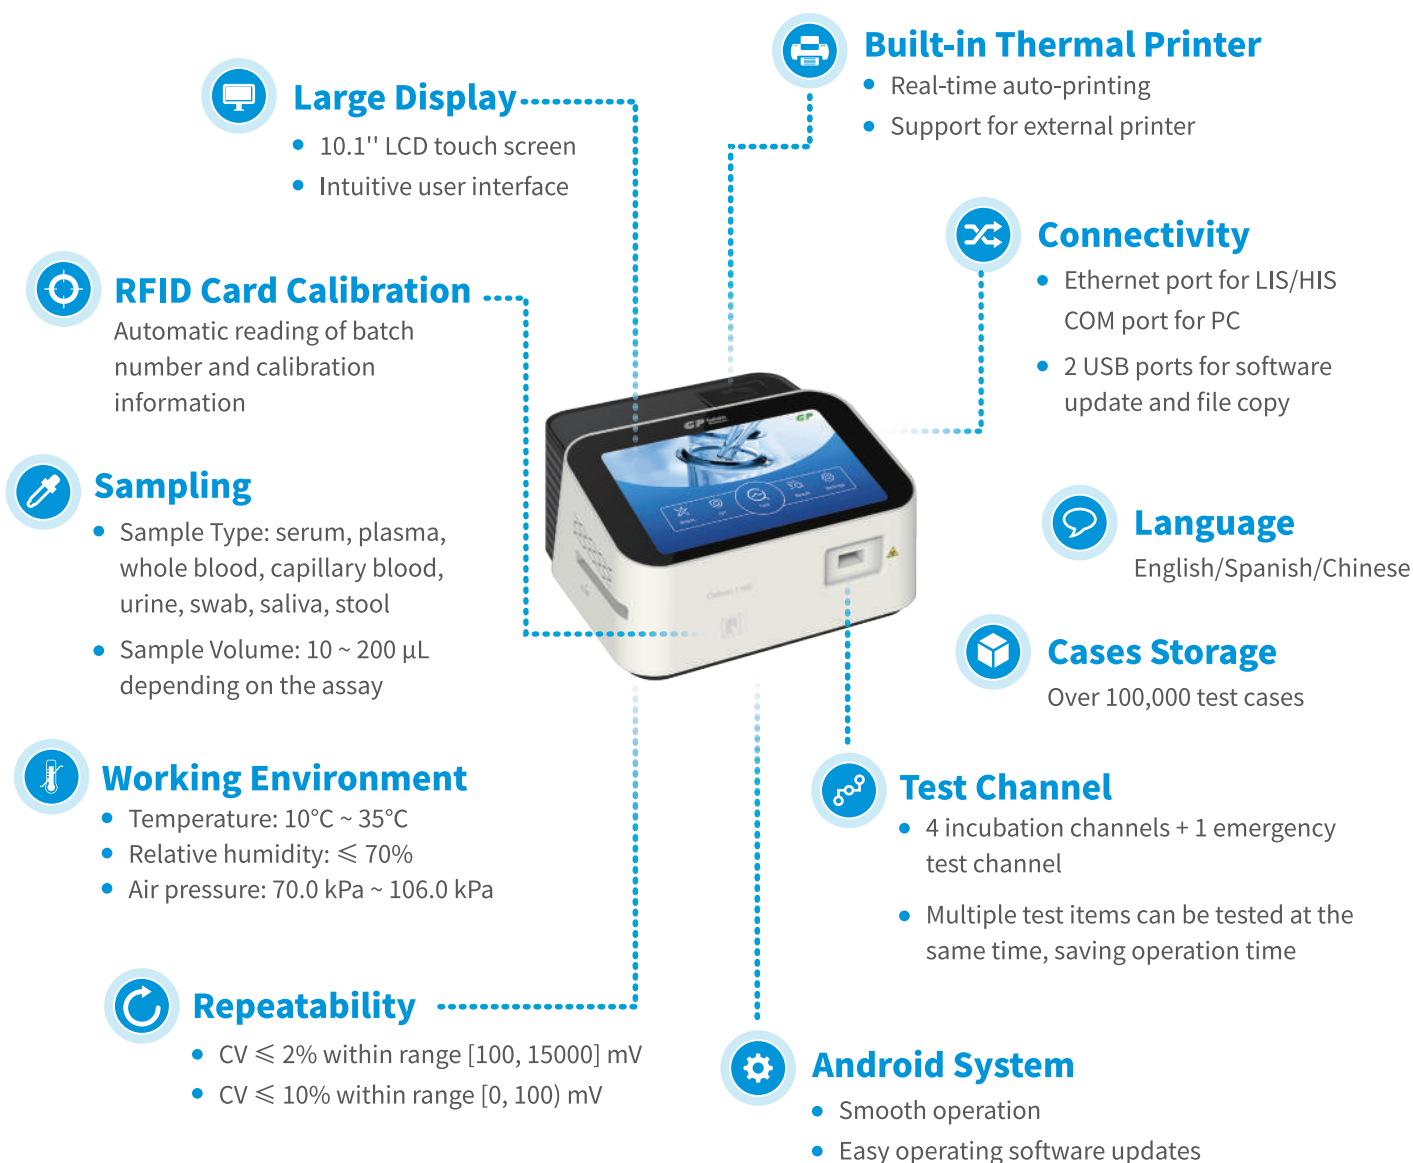 Built-in Thermal Printer
Real-time auto-printing
Support for external printer
Large Display
10.1'' LCD touch screen
Intuitive user interface
Connectivity
Ethernet port for LIS/HIS
COM port for PC
2 USB ports for software
update and file copy
RFID Card Calibration
Automatic reading of batch
number and calibration
information
GP
GP
Sampling
Sample Type: serum, plasma,
whole blood, capillary blood,
urine, swab, saliva, stool
Sample Volume: 10 ~ 200 µL
depending on the assay
Language
English/Spanish/Chinese
Cases Storage
Over 100,000 test cases
Working Environment
Temperature: 10°C ~ 35°C
Relative humidity: ⩽ 70%
Air pressure: 70.0 kPa ~ 106.0 kPa
Test Channel
4 incubation channels + 1 emergency
test channel
Multiple test items can be tested at the
same time, saving operation time
Repeatability
CV ⩽ 2% within range [100, 15000] mV
CV ⩽ 10% within range [0, 100) mV
Android System
Smooth operation
Easy operating software updates